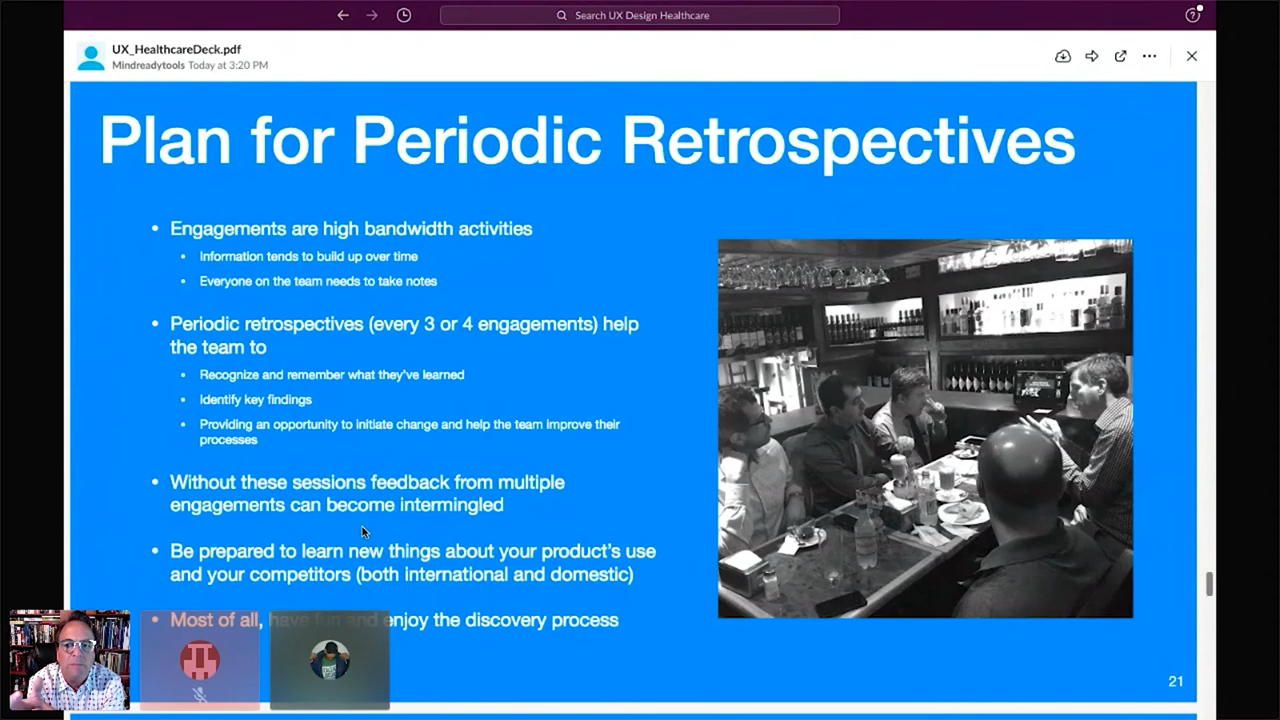 Search UX Design Healthcare
UX_HealthcareDeck.pdf
Mindreadytools Today at 3:20 PM
Plan for Periodic Retrospectives
• Engagements are high bandwidth activities
• Information tends to build up over time
• Everyone on the team needs to take notes
• Periodic retrospectives (every 3 or 4 engagements) help
the team to
• Recognize and remember what they've learned
• Identify key findings
• Providing an opportunity to initiate change and help the team improve their
processes
• Without these sessions feedback from multiple
engagements can become intermingled
• Be prepared to learn new things about your product's use
and your competitors (both international and domestic)
• Most of all, have fun and enjoy the discovery process
21